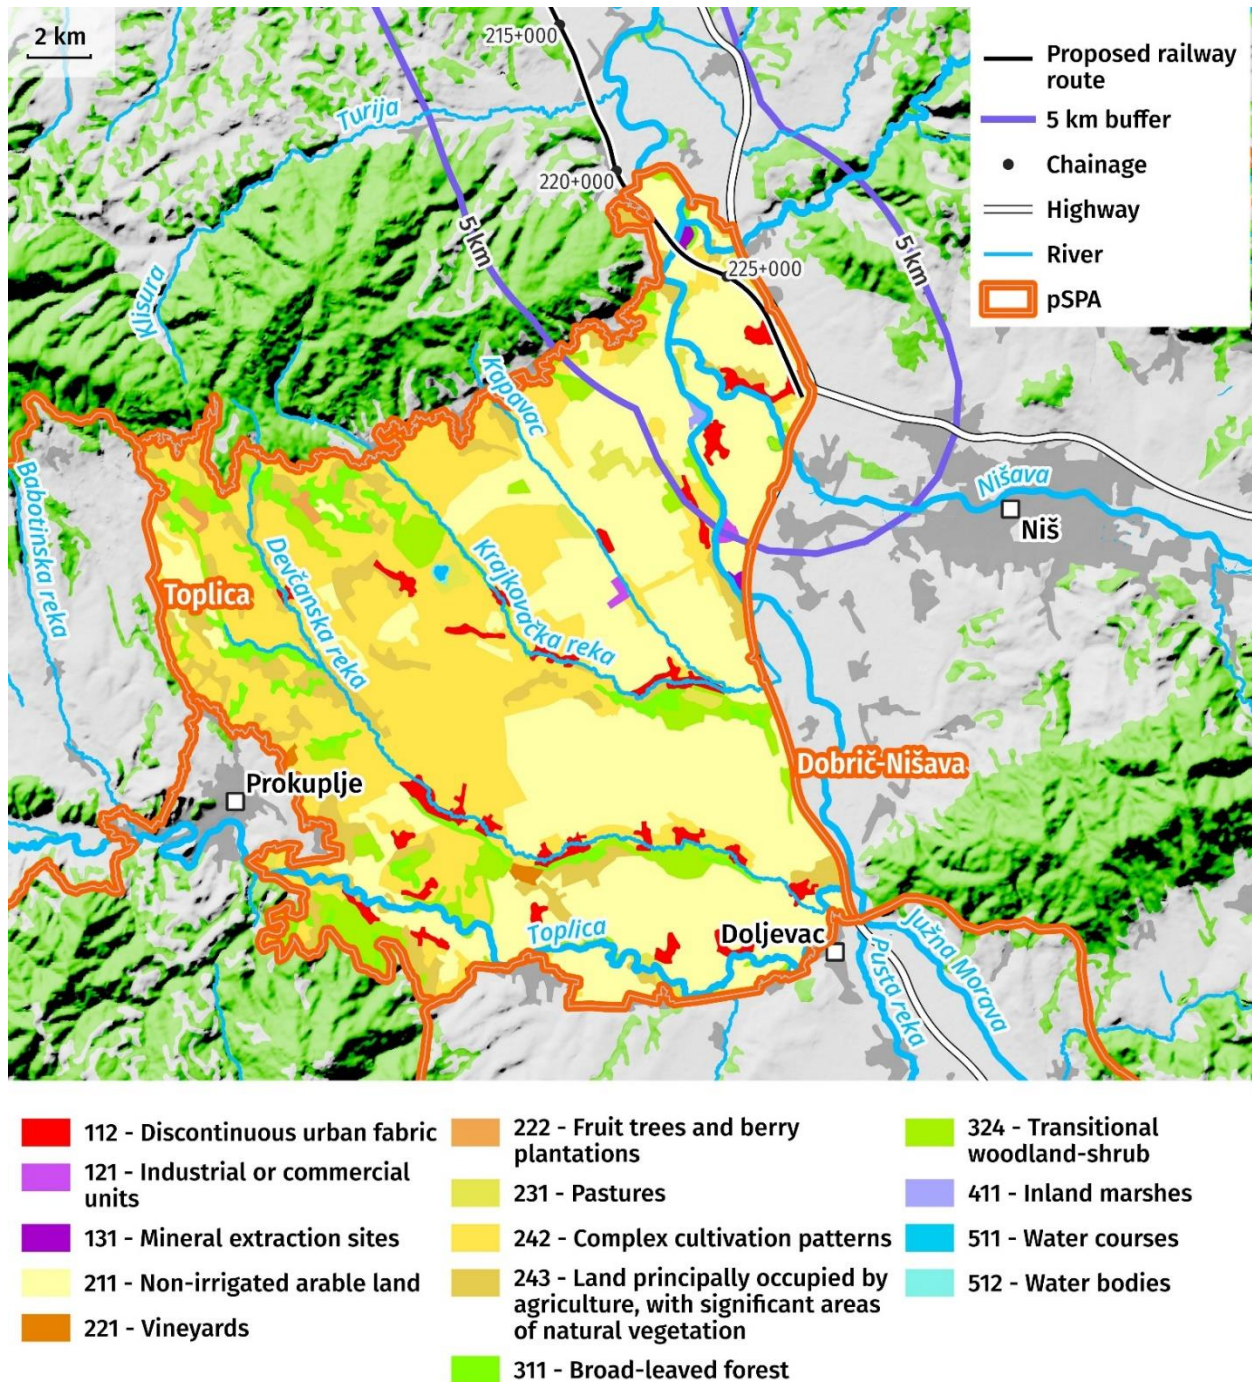 2 km
215+000
Proposed railway
route
5 km buffer
Chainage
Highway
River
pSPA
Turija
220+000
5 km
5 km
225+000
Klisura
Kapavac
Babotinska reka
Nišava
Niš
Devčanska reka
Krajkovačka reka
Toplica
Dobrič-Nišava
Prokuplje
Toplica
Doljevac
Južna Morava
Pusta reka
112 - Discontinuous urban fabric
121 - Industrial or commercial
units
131 - Mineral extraction sites
211 - Non-irrigated arable land
221 - Vineyards
222 - Fruit trees and berry
plantations
231 - Pastures
242 - Complex cultivation patterns
243 - Land principally occupied by
agriculture, with significant areas
of natural vegetation
311 - Broad-leaved forest
324 - Transitional
woodland-shrub
411 - Inland marshes
511 - Water courses
512 - Water bodies